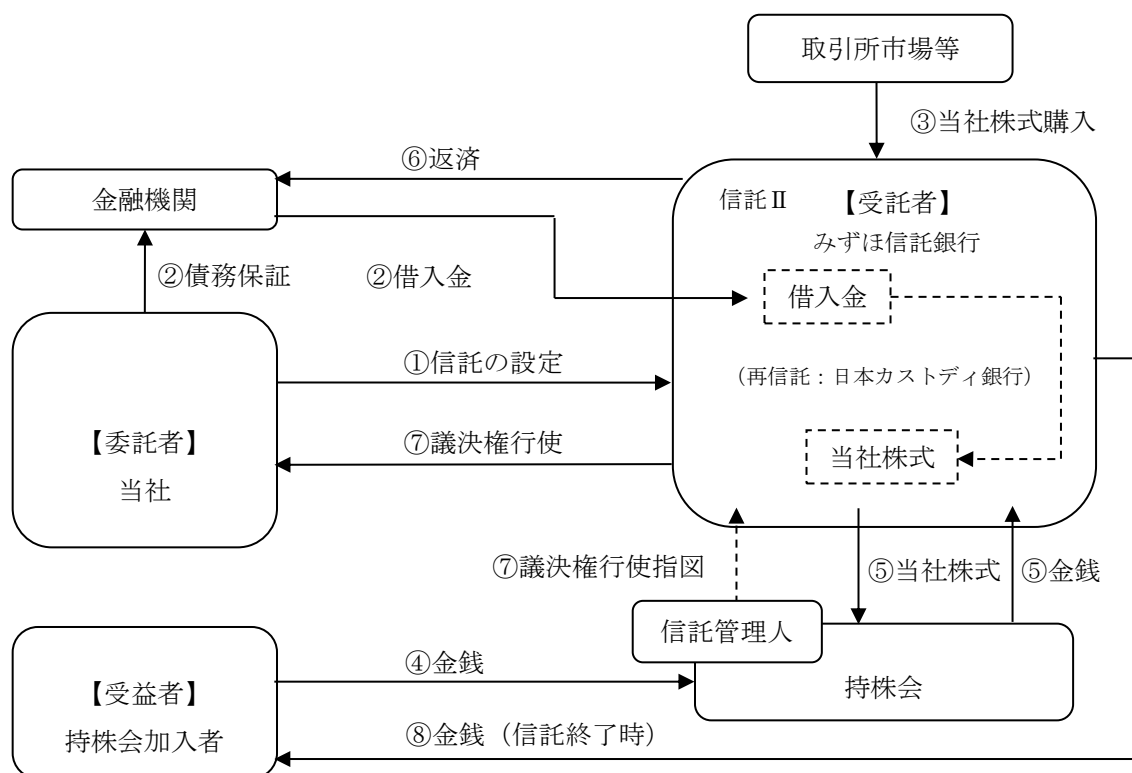 取引所市場等
③当社株式購入
⑥返済
金融機関
信託Ⅱ 【受託者】
みずほ信託銀行
②債務保証 ②借入金
借入金
①信託の設定
(再信託：日本カストディ銀行)
【委託者】
当社
⑦議決権行使
当社株式
⑦議決権行使指図
⑤当社株式 ⑤金銭
信託管理人
④金銭
持株会
【受益者】
持株会加入者
⑧金銭（信託終了時）